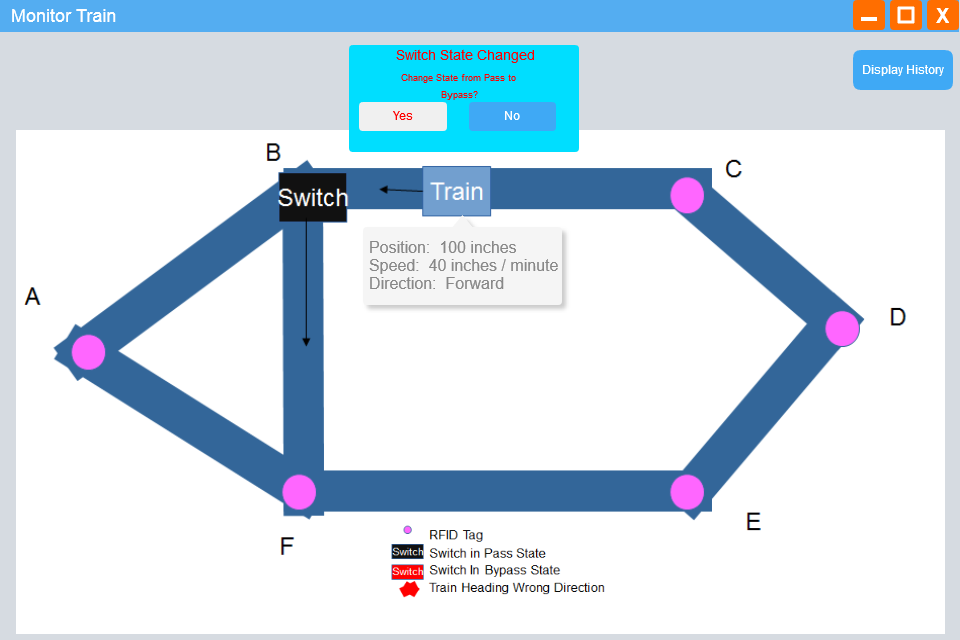 Monitor Train
X
Switch State Changed
Change State from Pass to
Bypass?
Yes
No
Display History
B
C
Switch
Train
Position: 100 inches
Speed: 40 inches / minute
Direction: Forward
A
D
E
F
RFID Tag
Switch
Switch in Pass State
Switch
Switch In Bypass State
Train Heading Wrong Direction